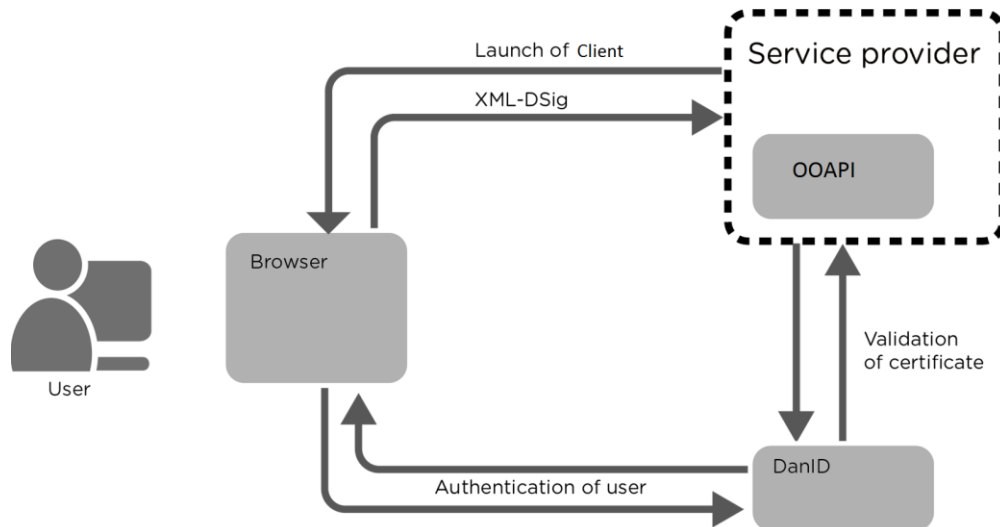 Launch of Client
Service provider
XML-DSig
OOAPI
Browser
User
Validation
of certificate
DanID
Authentication of user